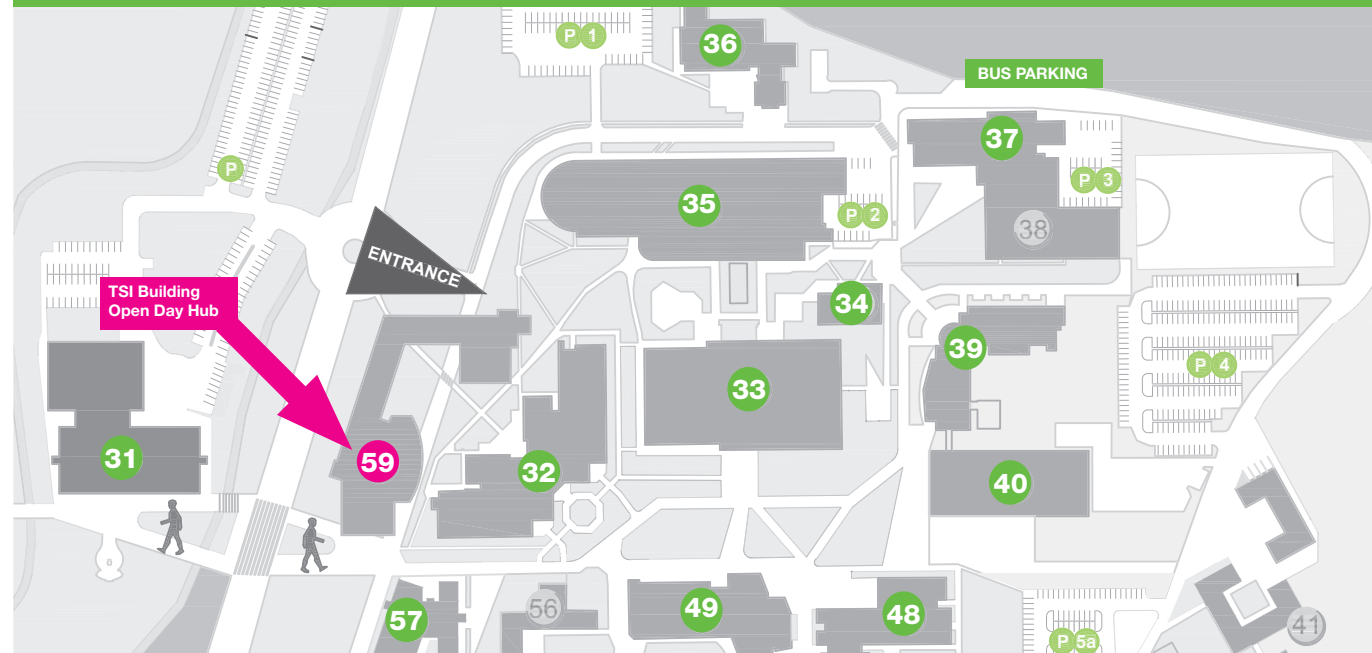 P 1
36
BUS PARKING
37
P
P 3
35
P 2
38
ENTRANCE
TSI Building
Open Day Hub
34
39
33
P 4
31
59
32
40
57
56
49
48
P 5a
41